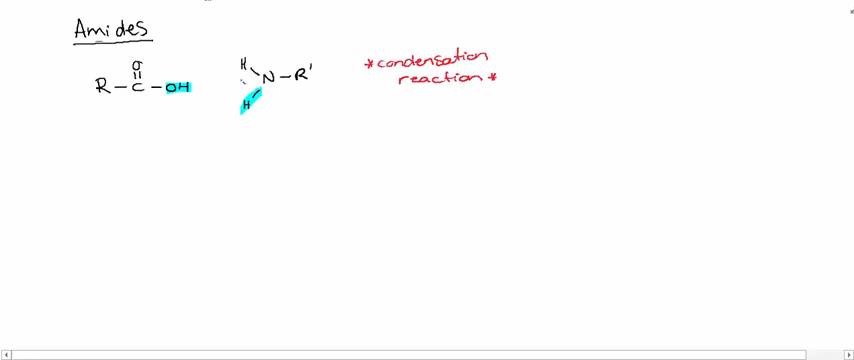 Amides
*condensation
reaction*
O
R-C-OH
H
N-R'
H